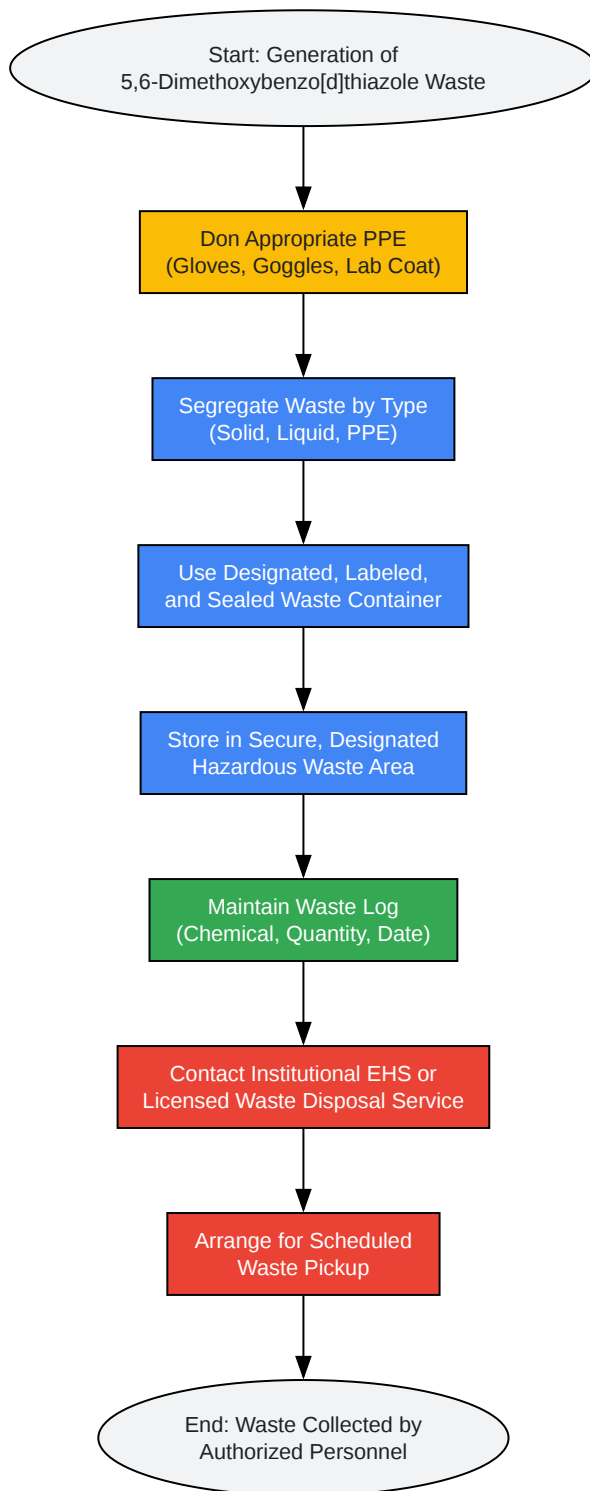 Start: Generation of
5,6-Dimethoxybenzo[d]thiazole Waste
Don Appropriate PPE
(Gloves, Goggles, Lab Coat)
Segregate Waste by Type
(Solid, Liquid, PPE)
Use Designated, Labeled,
and Sealed Waste Container
Store in Secure, Designated
Hazardous Waste Area
Maintain Waste Log
(Chemical, Quantity, Date)
Contact Institutional EHS or
Licensed Waste Disposal Service
Arrange for Scheduled
Waste Pickup
End: Waste Collected by
Authorized Personnel